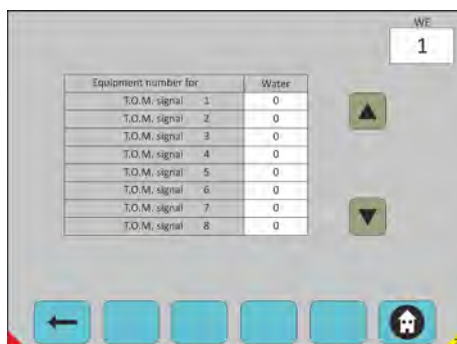 WE
1
Equipment number for Water
T.O.M. signal 1 0
T.O.M. signal 2 0
T.O.M. signal 3 0
T.O.M. signal 4 0
T.O.M. signal 5 0
T.O.M. signal 6 0
T.O.M. signal 7 0
T.O.M. signal 8 0